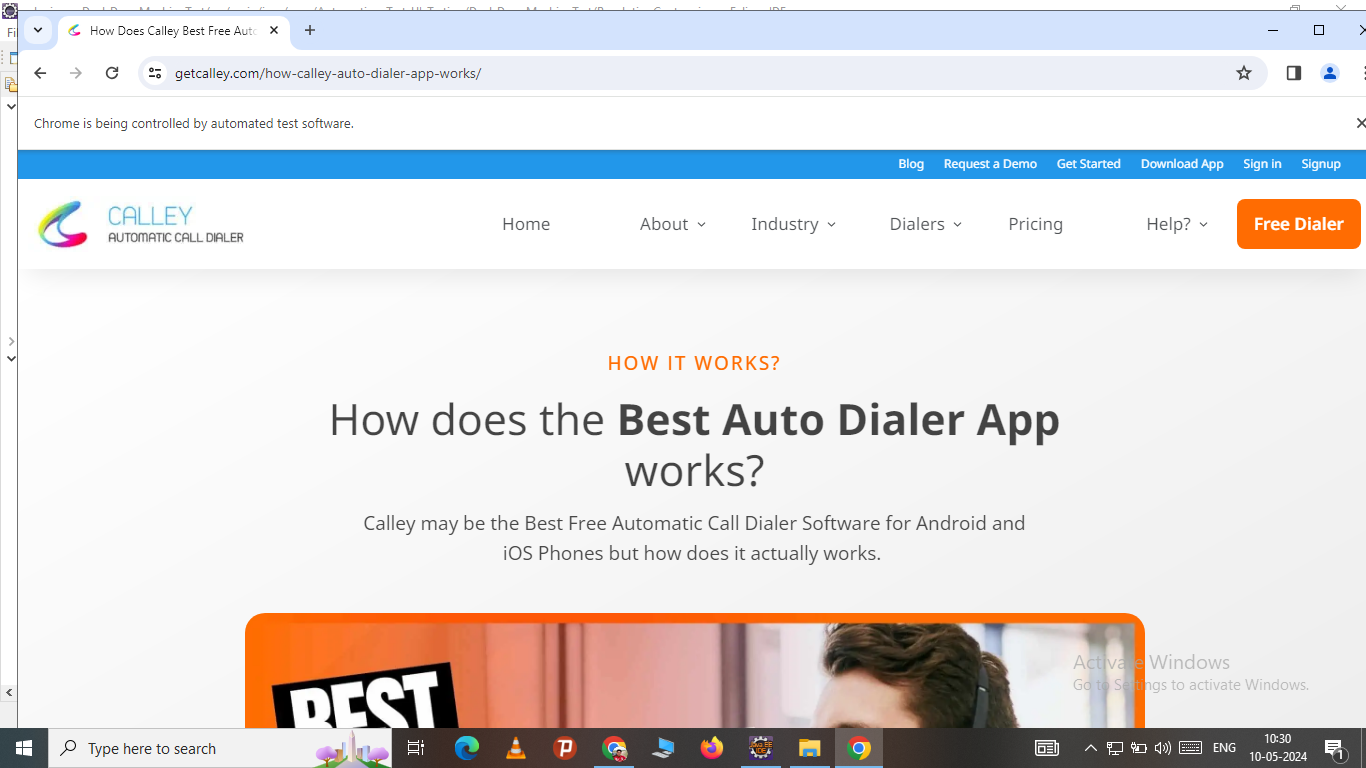 How Does Calley Best Free Auto
getcalley.com/how-calley-auto-dialer-app-works/
Chrome is being controlled by automated test software.
Blog Request a Demo Get Started Download App Sign in Signup
CALLEY
AUTOMATIC CALL DIALER
Home About Industry Dialers Pricing Help? Free Dialer
HOW IT WORKS?
How does the Best Auto Dialer App
works?
Calley may be the Best Free Automatic Call Dialer Software for Android and
iOS Phones but how does it actually works.
BEST
Activate Windows
Go to Settings to activate Windows.
Type here to search
ENG
10:30
10-05-2024
1